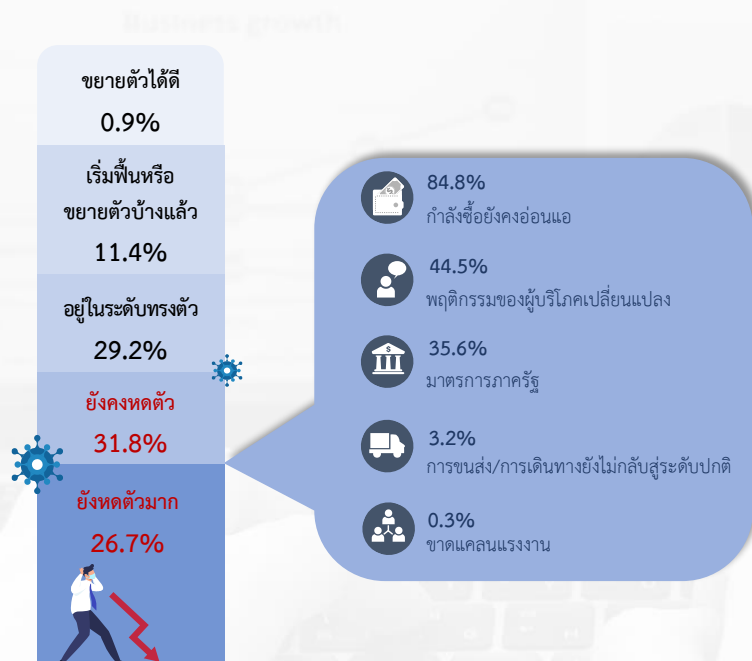 Business growth
ขยายตัวได้ดี
0.9%
เริ่มฟื้นหรือ
ขยายตัวบ้างแล้ว
11.4%
อยู่ในระดับทรงตัว
29.2%
ยังคงหดตัว
31.8%
ยังหดตัวมาก
26.7%
84.8%
กำลังซื้อยังคงอ่อนแอ
44.5%
พฤติกรรมของผู้บริโภคเปลี่ยนแปลง
35.6%
มาตรการภาครัฐ
3.2%
การขนส่ง/การเดินทางยังไม่กลับสู่ระดับปกติ
0.3%
ขาดแคลนแรงงาน